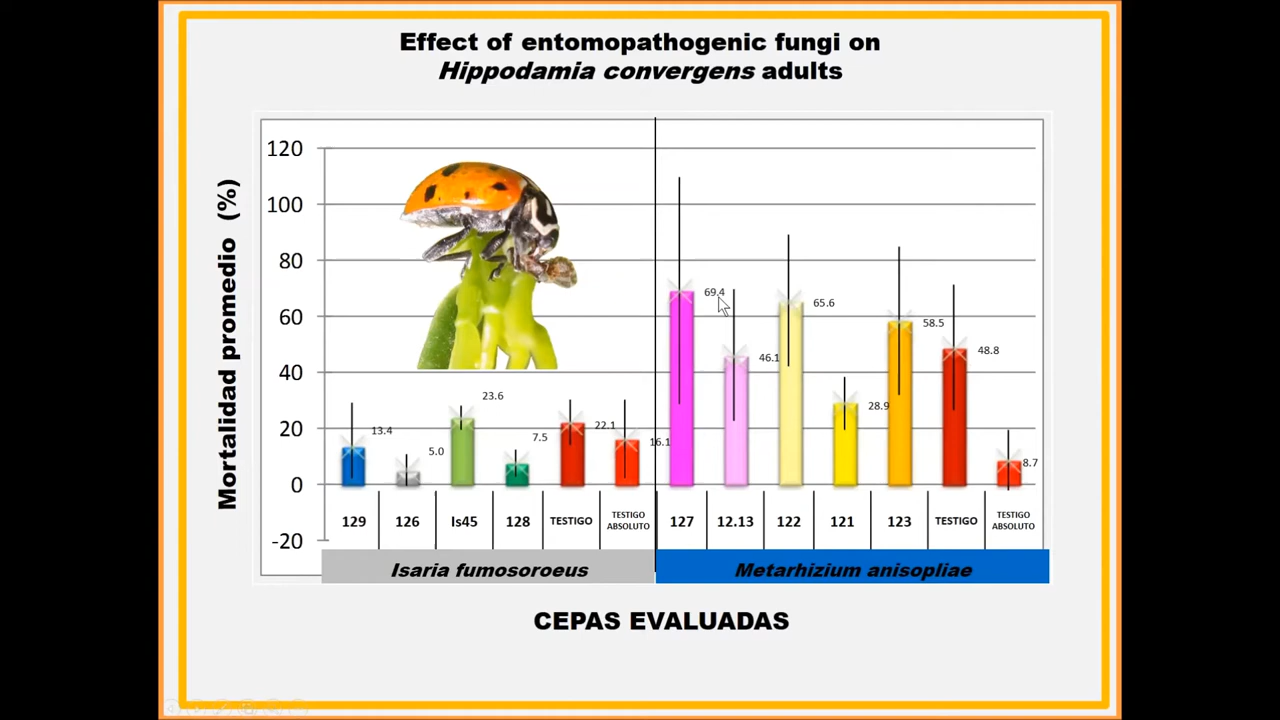 Effect of entomopathogenic fungi on
Hippodamia convergens adults
Mortalidad promedio (%)
120
100
80
60
40
20
0
-20
13.4
5.0
23.6
7.5
22.1
16.1
69.4
46.1
65.6
28.9
58.5
48.8
8.7
129
126
Is45
128
TESTIGO
TESTIGO
ABSOLUTO
127
12.13
122
121
123
TESTIGO
TESTIGO
ABSOLUTO
Isaria fumosoroeus
Metarhizium anisopliae
CEPAS EVALUADAS